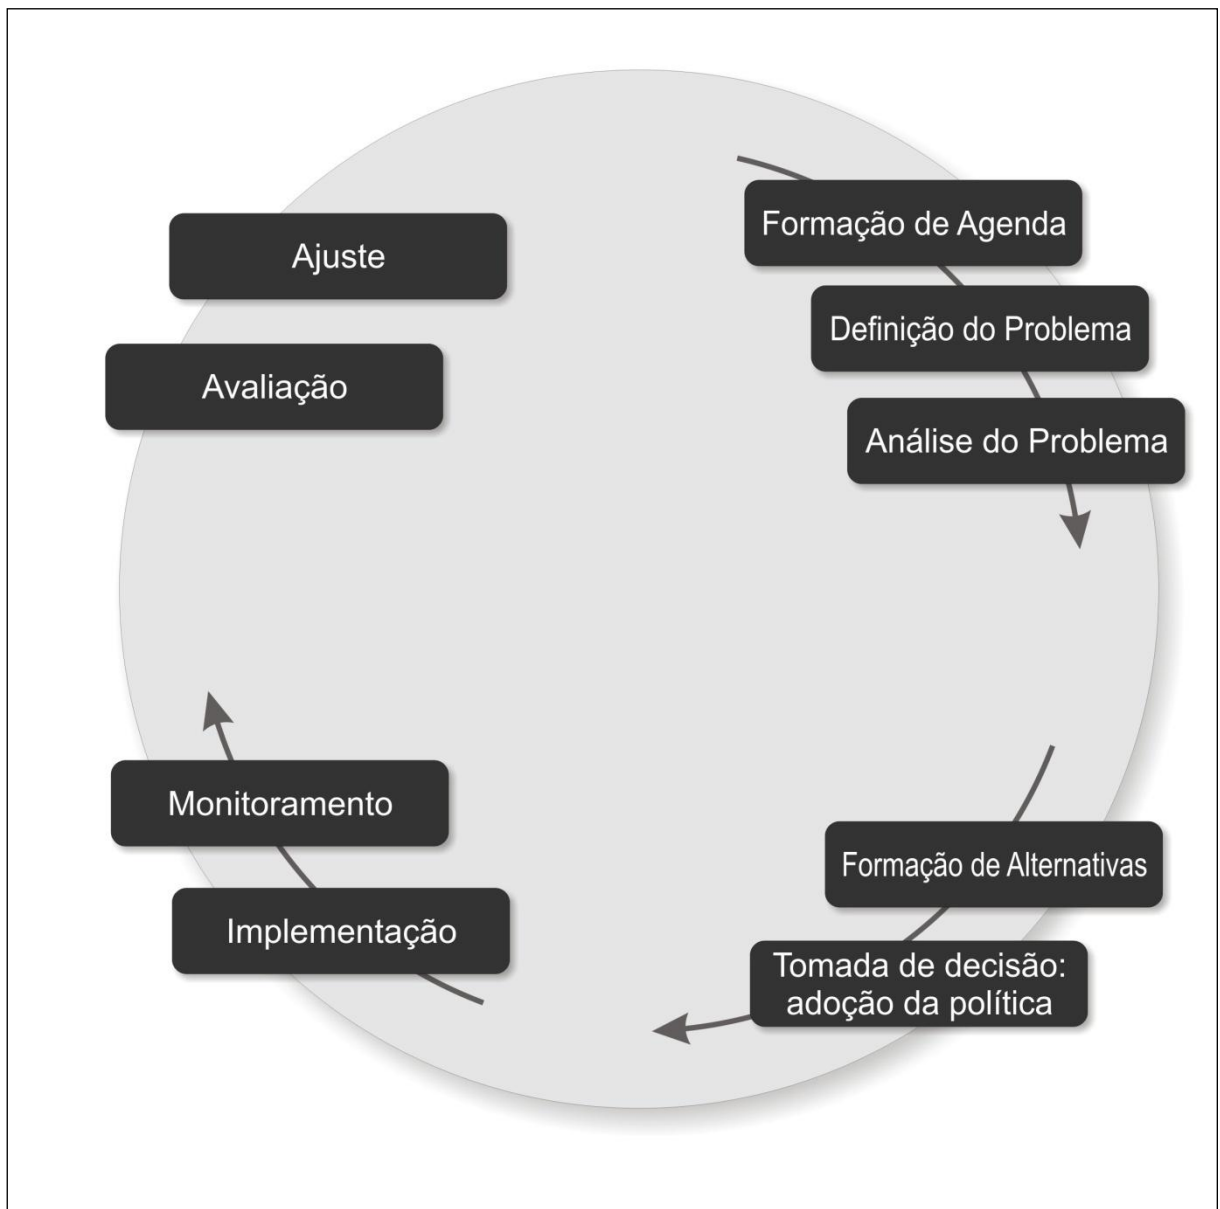 Formação de Agenda
Definição do Problema
Análise do Problema
Formação de Alternativas
Tomada de decisão:
adoção da política
Implementação
Monitoramento
Avaliação
Ajuste